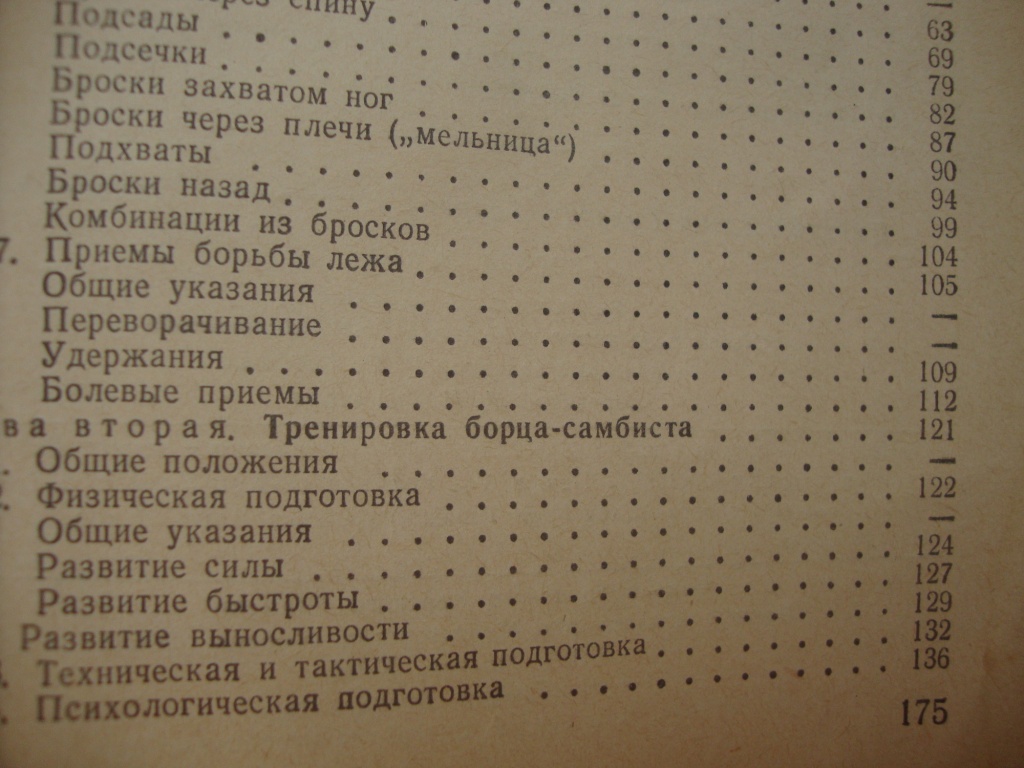 через спину . . . 69
Подсады . . . 79
Подсечки . . . 82
Броски захватом ног . . . 87
Броски через плечи („мельница“) . . . 90
Подхваты . . . 94
Броски назад . . . 99
Комбинации из бросков . . . 104
7. Приемы борьбы лежа . . . 105
Общие указания . . . —
Переворачивание . . . —
Удержания . . . 109
Болевые приемы . . . 112
ва вторая. Тренировка борца-самбиста . . . 121
. Общие положения . . . —
. Физическая подготовка . . . 122
Общие указания . . . —
Развитие силы . . . 124
Развитие быстроты . . . 127
Развитие выносливости . . . 129
. Техническая и тактическая подготовка . . . 132
. Психологическая подготовка . . . 136
175